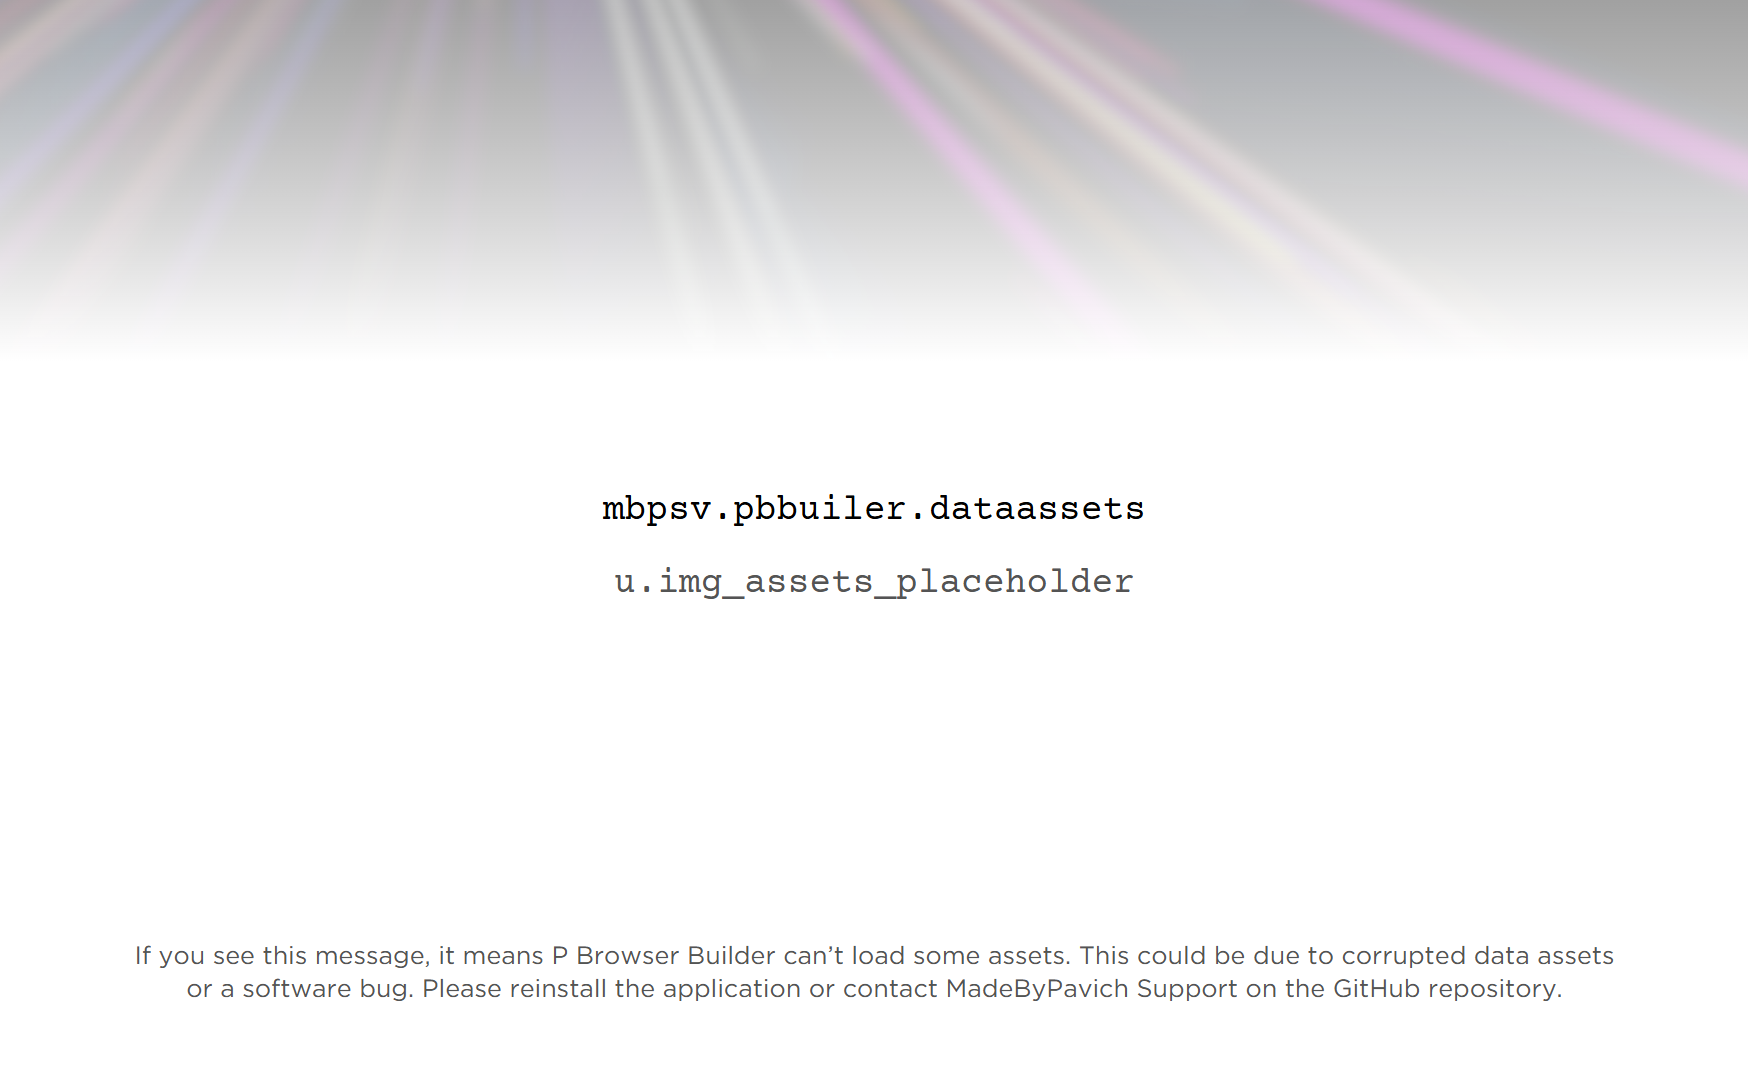 mbpsv.pbbuiler.dataassets
u.img_assets_placeholder
If you see this message, it means P Browser Builder can’t load some assets. This could be due to corrupted data assets
or a software bug. Please reinstall the application or contact MadeByPavich Support on the GitHub repository.